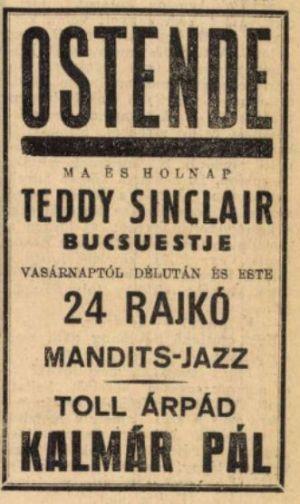 OSTENDE
MA ÉS HOLNAP
TEDDY SINCLAIR
BUCSUESTJE
VASÁRNAPTÓL DÉLUTÁN ÉS ESTE
24 RAJKÓ
MANDITS-JAZZ
TOLL ÁRPÁD
KALMÁR PÁL